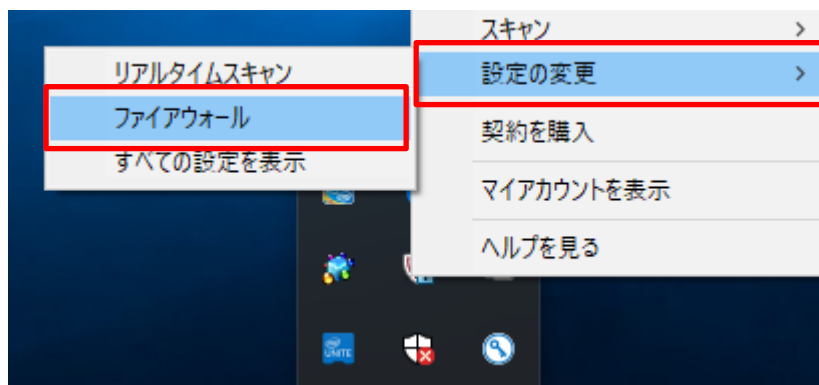 スキャン
設定の変更
契約を購入
マイアカウントを表示
ヘルプを見る
リアルタイムスキャン
ファイアウォール
すべての設定を表示
UNITE